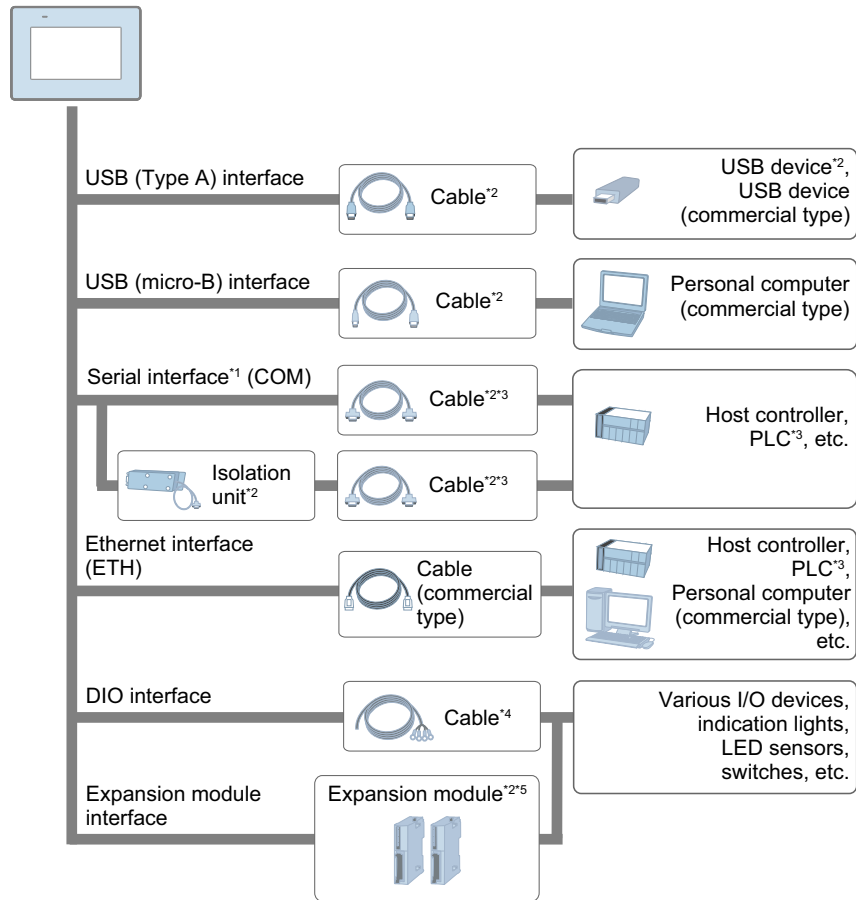 USB (Type A) interface
Cable*2
USB device*2,
USB device
(commercial type)
USB (micro-B) interface
Cable*2
Personal computer
(commercial type)
Serial interface*1 (COM)
Cable*2*3
Host controller,
PLC*3, etc.
Isolation
unit*2
Cable*2*3
Ethernet interface
(ETH)
Cable
(commercial
type)
Host controller,
PLC*3,
Personal computer
(commercial type),
etc.
DIO interface
Cable*4
Various I/O devices,
indication lights,
LED sensors,
switches, etc.
Expansion module
interface
Expansion module*2*5